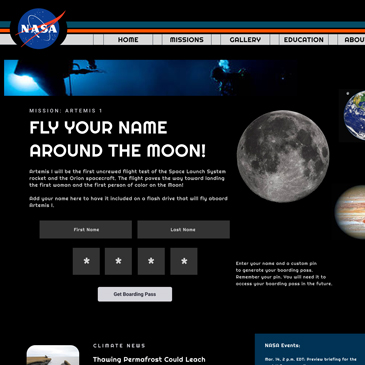 NASA
HOME
MISSIONS
GALLERY
EDUCATION
ABOU
MISSION: ARTEMIS 1
FLY YOUR NAME
AROUND THE MOON!
Artemis I will be the first uncrewed flight test of the Space Launch System
rocket and the Orion spacecraft. The flight paves the way toward landing
the first woman and the first person of color on the Moon!
Add your name here to have it included on a flash drive that will fly aboard
Artemis I.
First Name
Last Name
* * * *
Get Boarding Pass
Enter your name and a custom pin
to generate your boarding pass.
Remember your pin. You will need it to
access your boarding pass in the future.
CLIMATE NEWS
Thawing Permafrost Could Leach
NASA Events:
Mar. 14, 2 p.m. EDT: Preview briefing for the